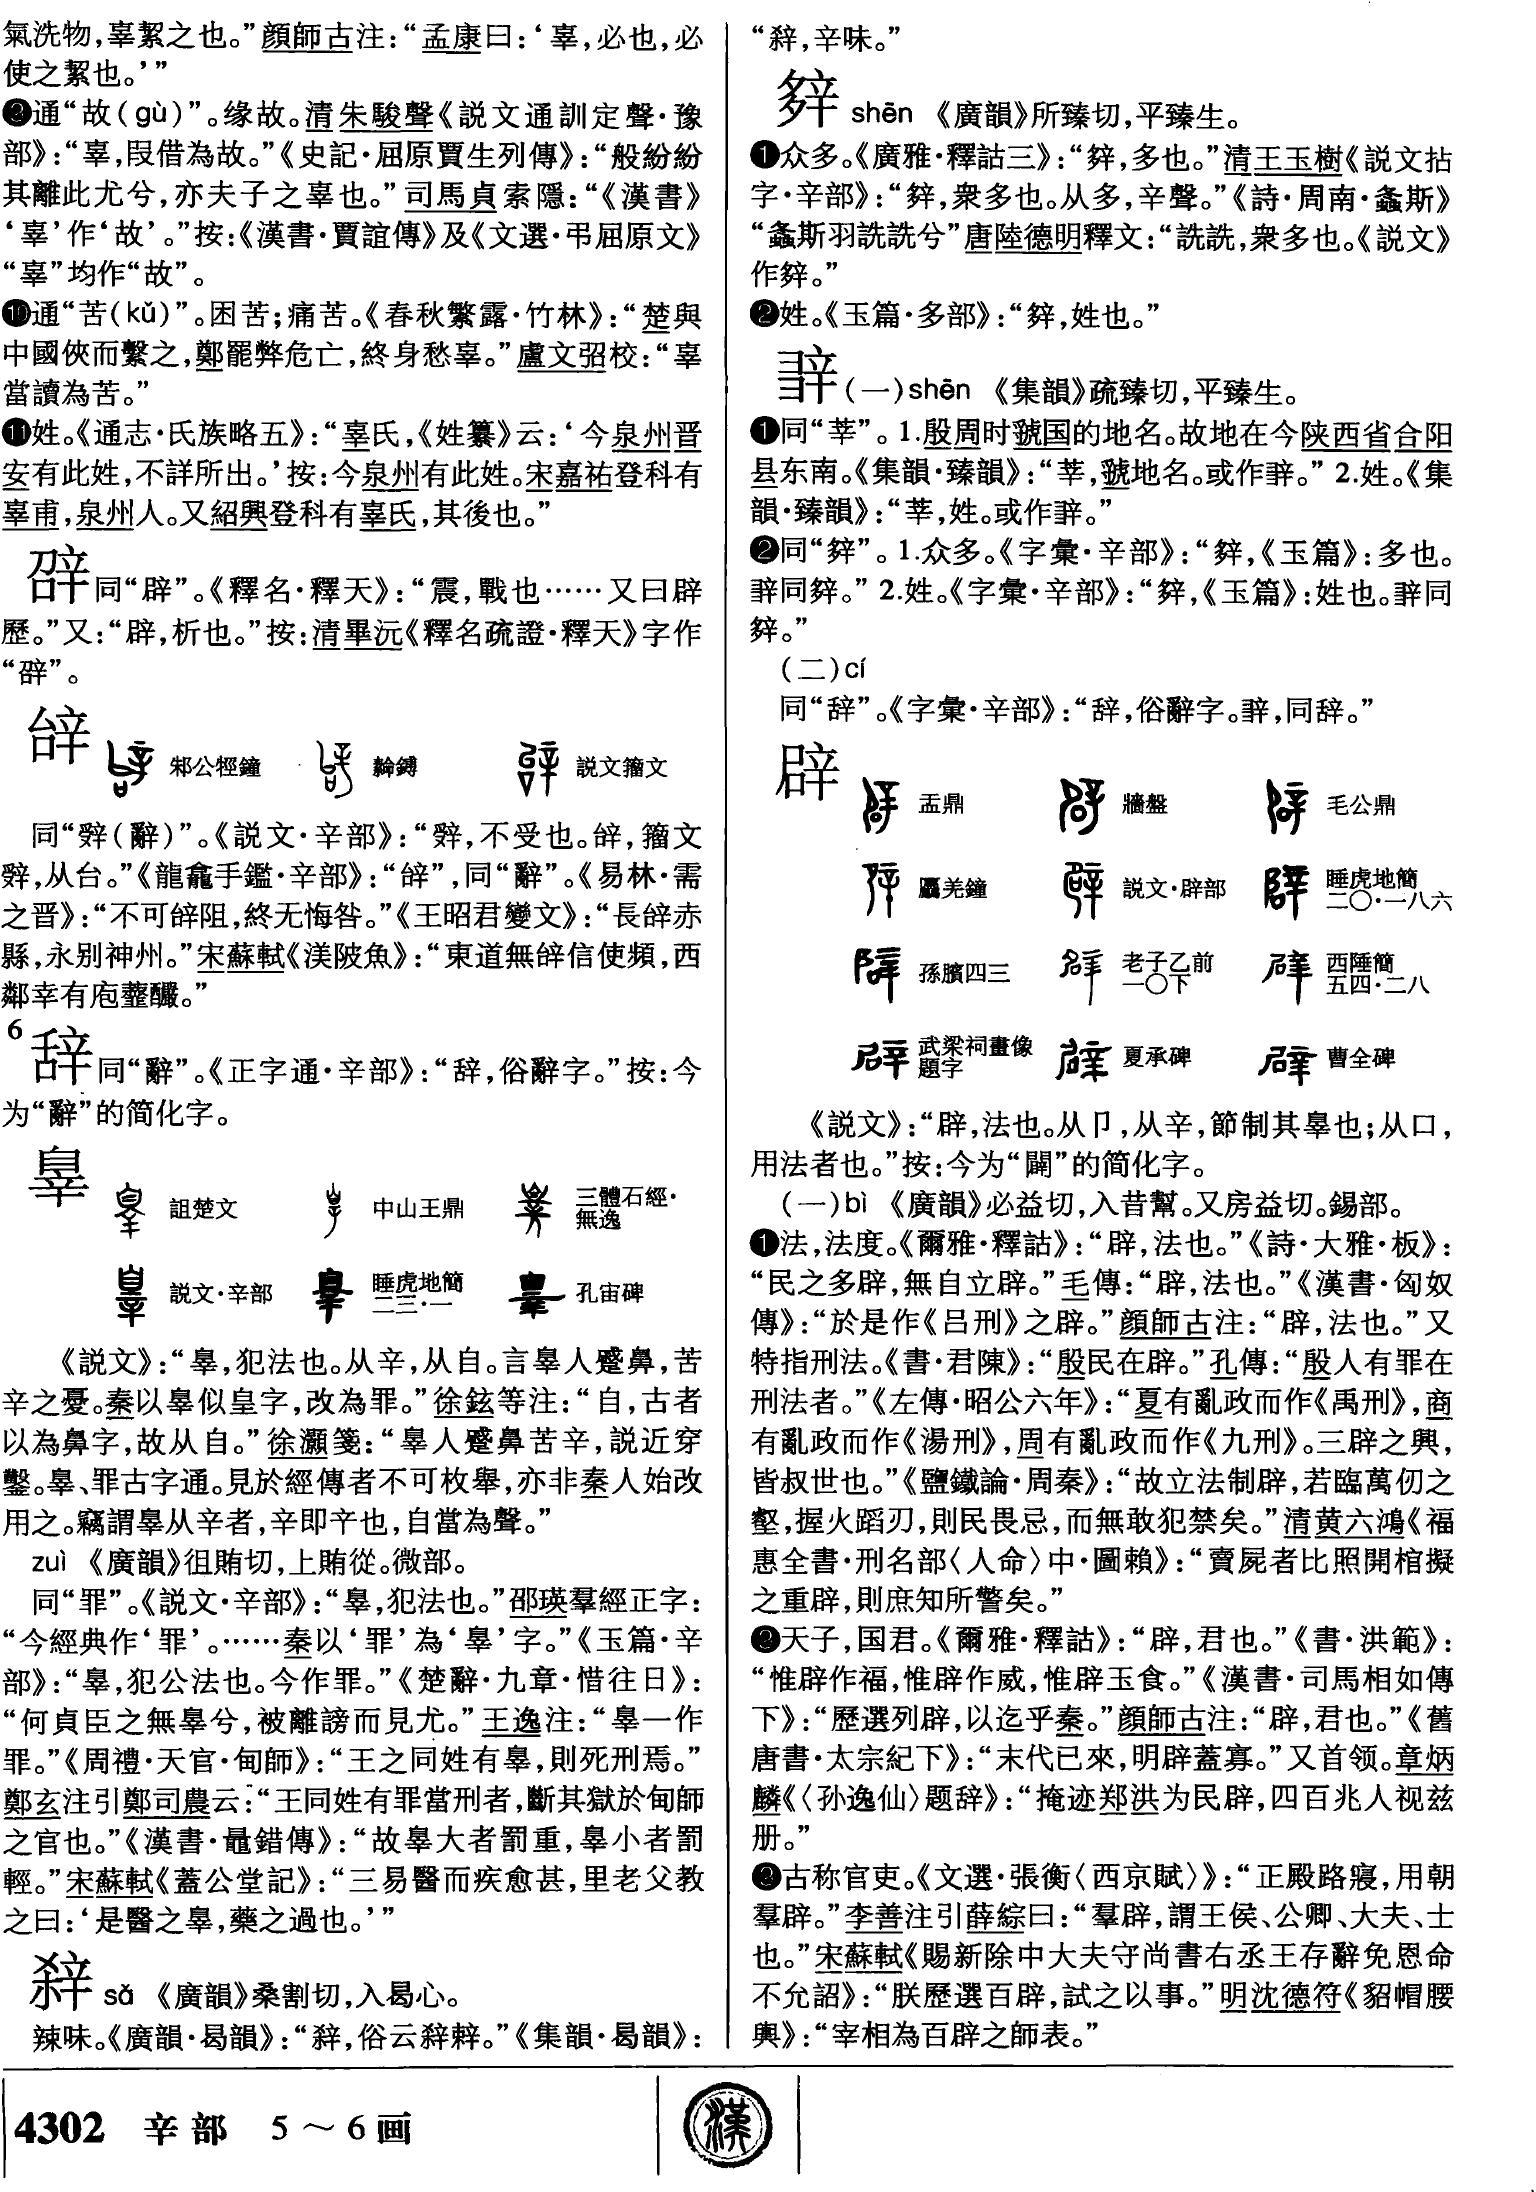 氣洗物，辜絜之也。”顔師古注：“孟康曰：‘辜，必也，必
使之絜也。’”
❾通“故（gù）”。缘故。清朱駿聲《説文通訓定聲·豫
部》：“辜，叚借為故。”《史記·屈原賈生列傳》：“般紛紛
其離此尤兮，亦夫子之辜也。”司馬貞索隱：“《漢書》
‘辜’作‘故’。”按：《漢書·賈誼傳》及《文選·弔屈原文》
“辜”均作“故”。
❿通“苦（kǔ）”。困苦；痛苦。《春秋繁露·竹林》：“楚與
中國俠而擊之，鄭罷弊危亡，終身愁辜。”盧文弨校：“辜
當讀為苦。”
⓫姓。《通志·氏族略五》：“辜氏，《姓纂》云：‘今泉州晋
安有此姓，不詳所出。’按：今泉州有此姓。宋嘉祐登科有
辜甫，泉州人。又紹興登科有辜氏，其後也。”
同“辟”。《釋名·釋天》：“震，戰也……又曰辟
歷。”又：“辟，析也。”按：清畢沅《釋名疏證·釋天》字作
辝 邾公牼鐘 𫐓鎛 説文籀文
同“辤（辭）”。《説文·辛部》：“辤，不受也。辝，籀文
辤，从台。”《龍龕手鑑·辛部》：“辝”，同“辭”。《易林·需
之晋》：“不可辝阻，終无悔咎。”《王昭君變文》：“長辝赤
縣，永别神州。”宋蘇軾《渼陂魚》：“東道無辝信使頻，西
鄰幸有庖虀釅。”
6
辞同“辭”。《正字通·辛部》：“辞，俗辭字。”按：今
为“辭”的简化字。
辠 詛楚文 中山王鼎 三體石經·無逸
説文·辛部 睡虎地簡二三·一 孔宙碑
《説文》：“辠，犯法也。从辛，从自。言辠人蹙鼻，苦
辛之憂。秦以辠似皇字，改為罪。”徐鉉等注：“自，古者
以為鼻字，故从自。”徐灝箋：“辠人蹙鼻苦辛，説近穿
鑿。辠、罪古字通。見於經傳者不可枚舉，亦非秦人始改
用之。竊謂辠从辛者，辛即䇂也，自當為聲。”
zuì 《廣韻》徂賄切，上賄從。微部。
同“罪”。《説文·辛部》：“辠，犯法也。”邵瑛羣經正字：
“今經典作‘罪’。……秦以‘罪’為‘辠’字。”《玉篇·辛
部》：“辠，犯公法也。今作罪。”《楚辭·九章·惜往日》：
“何貞臣之無辠兮，被離謗而見尤。”王逸注：“辠一作
罪。”《周禮·天官·甸師》：“王之同姓有辠，則死刑焉。”
鄭玄注引鄭司農云：“王同姓有罪當刑者，斷其獄於甸師
之官也。”《漢書·鼂錯傳》：“故辠大者罰重，辠小者罰
輕。”宋蘇軾《蓋公堂記》：“三易醫而疾愈甚，里老父教
之曰：‘是醫之辠，藥之過也。’”
sǎ 《廣韻》桑割切，入曷心。
辣味。《廣韻·曷韻》：“
，辛味。”
shēn 《廣韻》所臻切，平臻生。
❶众多。《廣雅·釋詁三》：“㚞，多也。”清王玉樹《説文拈
字·辛部》：“㚞，衆多也。从多，辛聲。”《詩·周南·螽斯》
“螽斯羽詵詵兮”唐陸德明釋文：“詵詵，衆多也。《説文》
作㚞。”
❷姓。《玉篇·多部》：“㚞，姓也。”
（一）shēn 《集韻》疏臻切，平臻生。
❶同“莘”。1.殷周时虢国的地名。故地在今陕西省合阳
县东南。《集韻·臻韻》：“莘，虢地名。或作。” 2.姓。《集
韻·臻韻》：“莘，姓。或作。”
❷同“㚞”。1.众多。《字彙·辛部》：“㚞，《玉篇》：多也。
同㚞。” 2.姓。《字彙·辛部》：“㚞，《玉篇》：姓也。同
㚞。”
（二）cí
同“辞”。《字彙·辛部》：“辞，俗辭字。，同辞。”
辟 盂鼎 牆盤 毛公鼎
𠫑羌鐘 説文·辟部 睡虎地簡二〇·一八六
孫臏四三 老子乙前一〇下 西陲簡五四·二八
武梁祠畫像題字 夏承碑 曹全碑
《説文》：“辟，法也。从卩，从辛，節制其辠也；从口，
用法者也。”按：今为“闢”的简化字。
（一）bì 《廣韻》必益切，入昔幫。又房益切。錫部。
❶法，法度。《爾雅·釋詁》：“辟，法也。”《詩·大雅·板》：
“民之多辟，無自立辟。”毛傳：“辟，法也。”《漢書·匈奴
傳》：“於是作《吕刑》之辟。”顔師古注：“辟，法也。”又
特指刑法。《書·君陳》：“殷民在辟。”孔傳：“殷人有罪在
刑法者。”《左傳·昭公六年》：“夏有亂政而作《禹刑》，商
有亂政而作《湯刑》，周有亂政而作《九刑》。三辟之興，
皆叔世也。”《鹽鐵論·周秦》：“故立法制辟，若臨萬仞之
壑，握火蹈刃，則民畏忌，而無敢犯禁矣。”清黄六鴻《福
惠全書·刑名部〈人命〉中·圖賴》：“賣屍者比照開棺擬
之重辟，則庶知所警矣。”
❷天子，国君。《爾雅·釋詁》：“辟，君也。”《書·洪範》：
“惟辟作福，惟辟作威，惟辟玉食。”《漢書·司馬相如傳
下》：“歷選列辟，以迄乎秦。”顔師古注：“辟，君也。”《舊
唐書·太宗紀下》：“末代已來，明辟蓋寡。”又首领。章炳
麟《〈孙逸仙〉题辞》：“掩迹郑洪为民辟，四百兆人视兹
册。”
❸古称官吏。《文選·張衡〈西京賦〉》：“正殿路寢，用朝
羣辟。”李善注引薛綜曰：“羣辟，謂王侯、公卿、大夫、士
也。”宋蘇軾《賜新除中大夫守尚書右丞王存辭免恩命
不允詔》：“朕歷選百辟，試之以事。”明沈德符《貂帽腰
輿》：“宰相為百辟之師表。”
4302 辛部 5～6画
漢